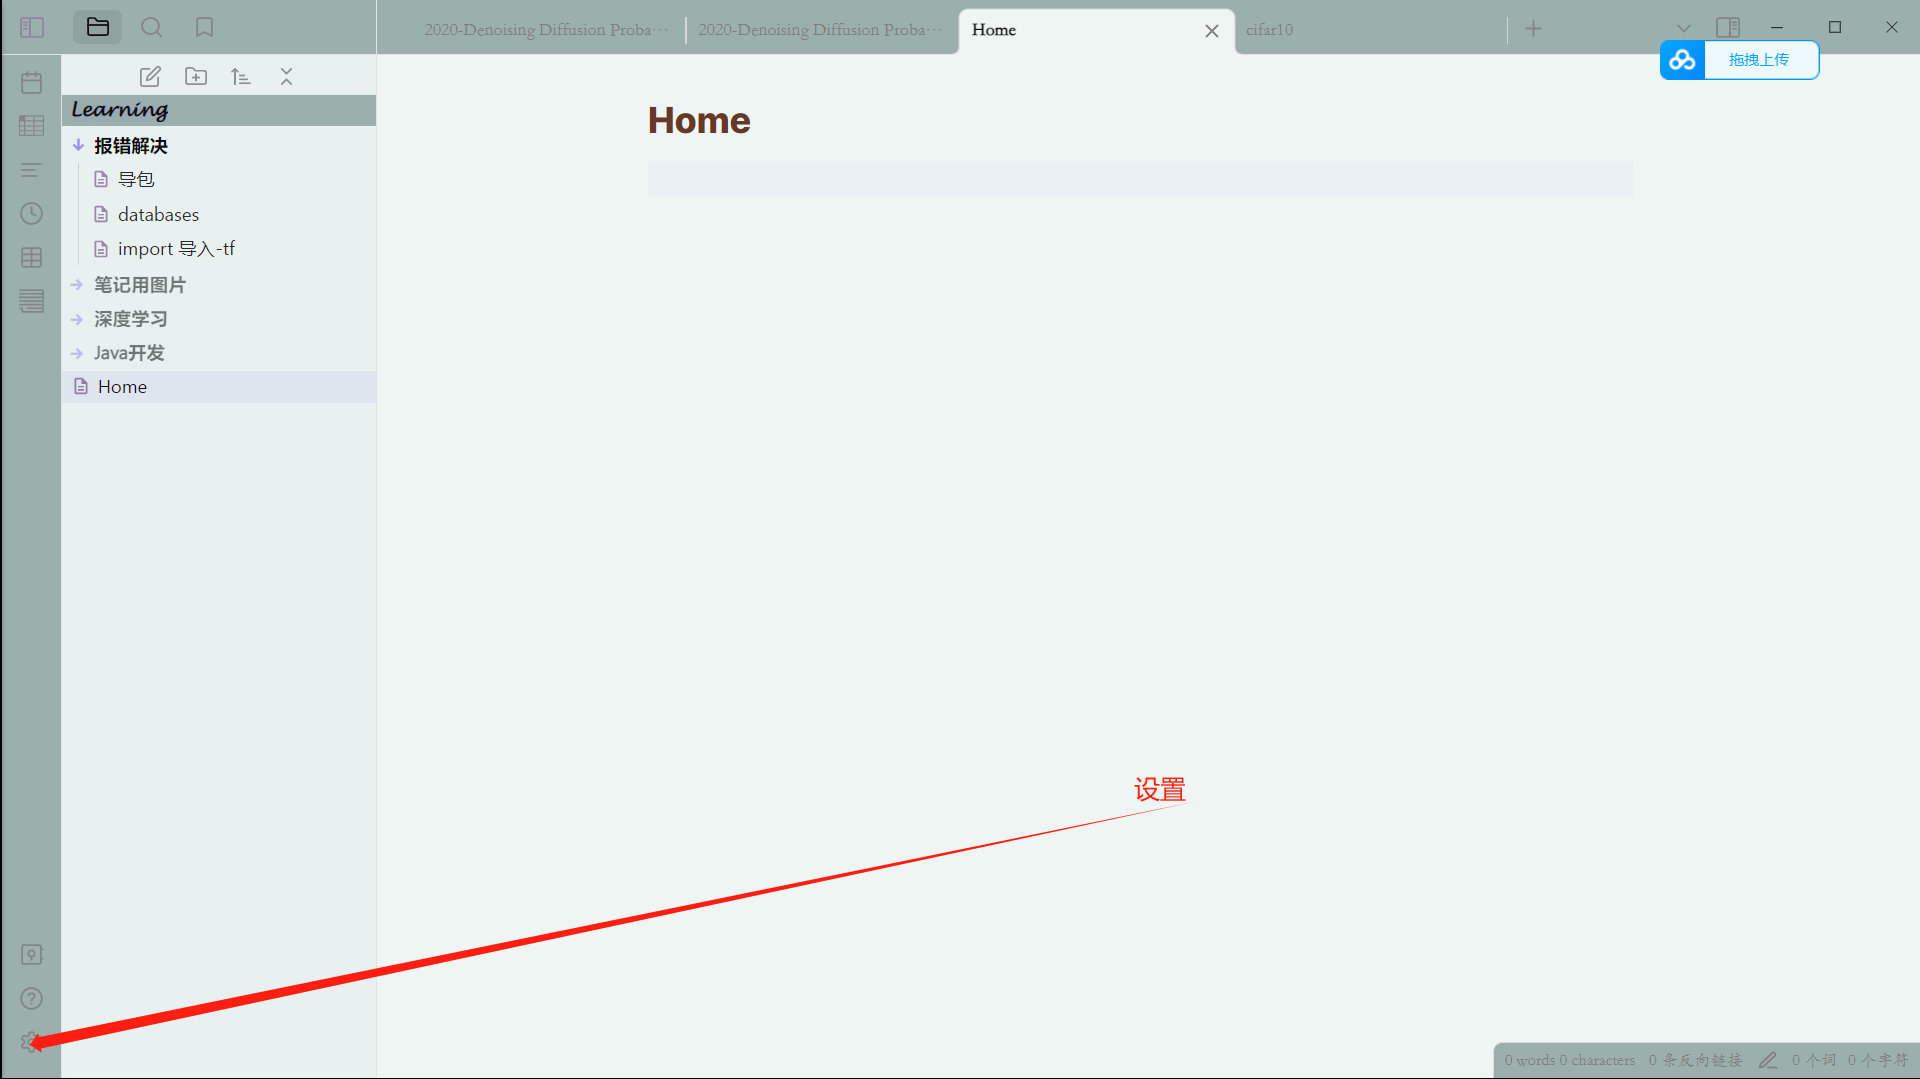 2020-Denoising Diffusion Proba…
2020-Denoising Diffusion Proba…
Home
cifar10
拖拽上传
Learning
报错解决
导包
databases
import 导入-tf
笔记用图片
深度学习
Java开发
Home
Home
设置
0 words 0 characters 0 条反向链接 0 个词 0 个字符